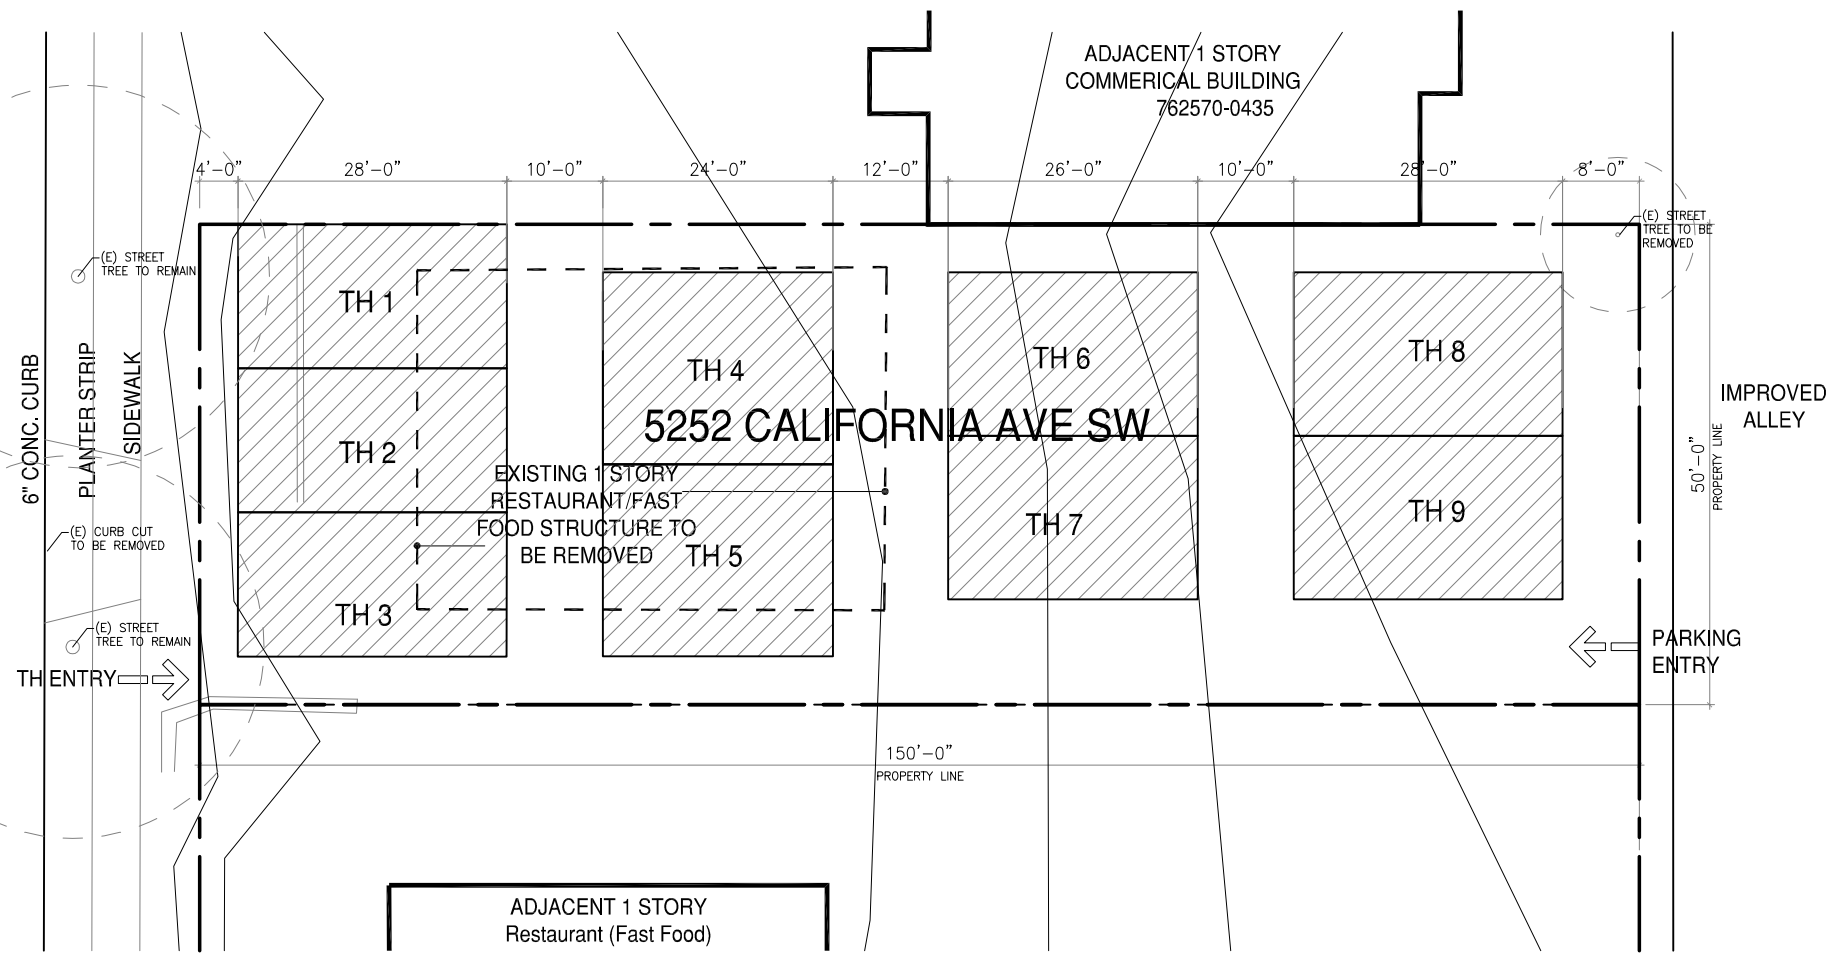 ADJACENT 1 STORY
COMMERICAL BUILDING
762570-0435
4'-0"
28'-0"
10'-0"
24'-0"
12'-0"
26'-0"
10'-0"
28'-0"
8'-0"
(E) STREET
TREE TO REMAIN
(E) STREET
TREE TO BE
REMOVED
TH 1
TH 2
TH 3
TH 4
TH 5
TH 6
TH 7
TH 8
TH 9
5252 CALIFORNIA AVE SW
EXISTING 1 STORY
RESTAURANT/FAST
FOOD STRUCTURE TO
BE REMOVED
6" CONC. CURB
PLANTER STRIP
SIDEWALK
(E) CURB CUT
TO BE REMOVED
(E) STREET
TREE TO REMAIN
TH ENTRY
IMPROVED
ALLEY
50'-0"
PROPERTY LINE
PARKING
ENTRY
150'-0"
PROPERTY LINE
ADJACENT 1 STORY
Restaurant (Fast Food)